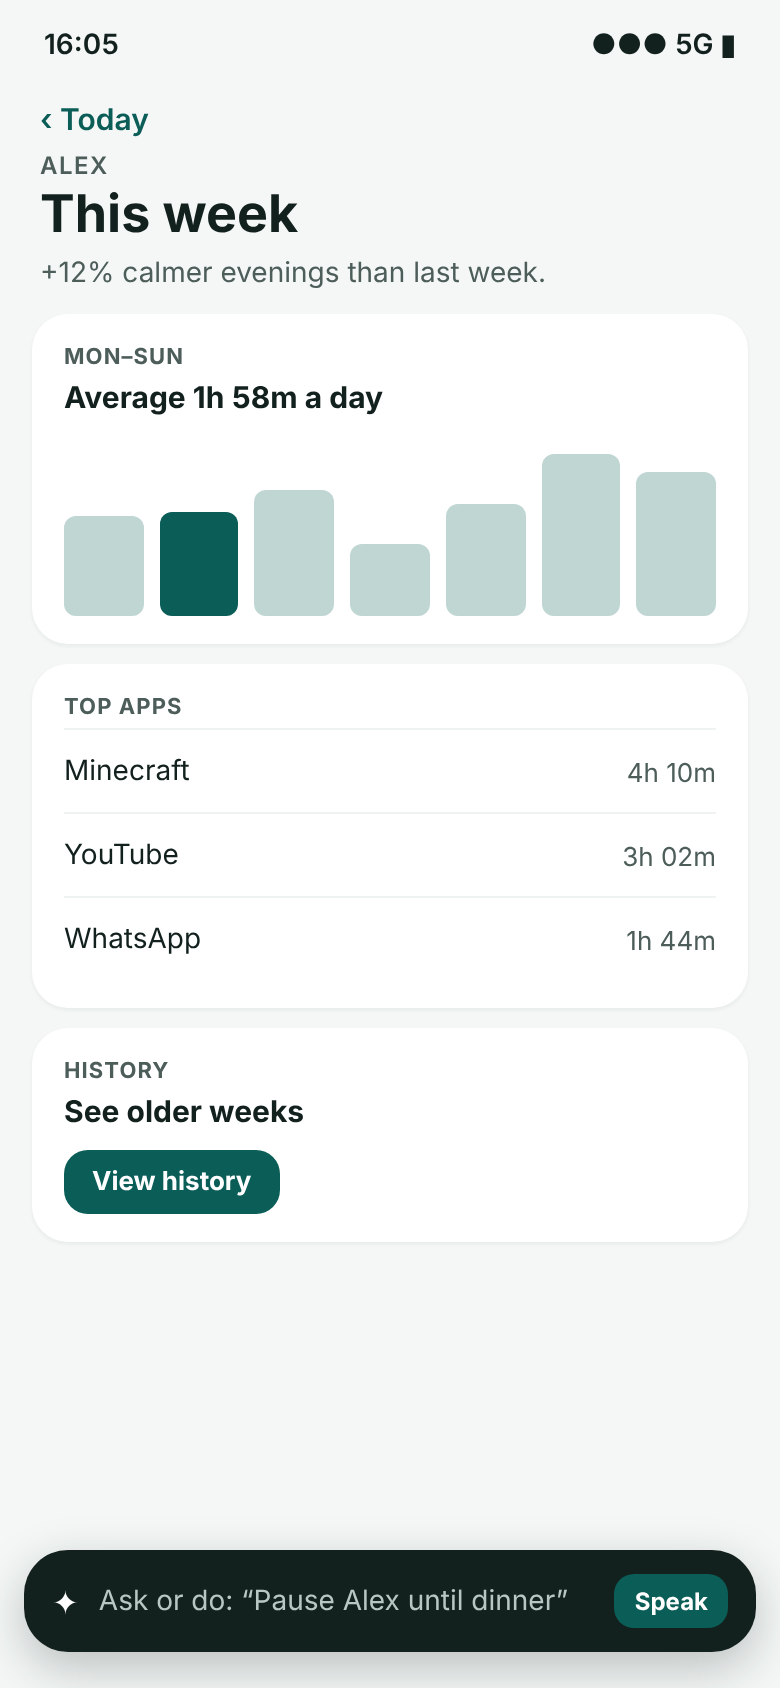 16:05
5G
‹ Today
ALEX
This week
+12% calmer evenings than last week.
MON–SUN
Average 1h 58m a day
TOP APPS
Minecraft 4h 10m
YouTube 3h 02m
WhatsApp 1h 44m
HISTORY
See older weeks
View history
Ask or do: “Pause Alex until dinner”
Speak